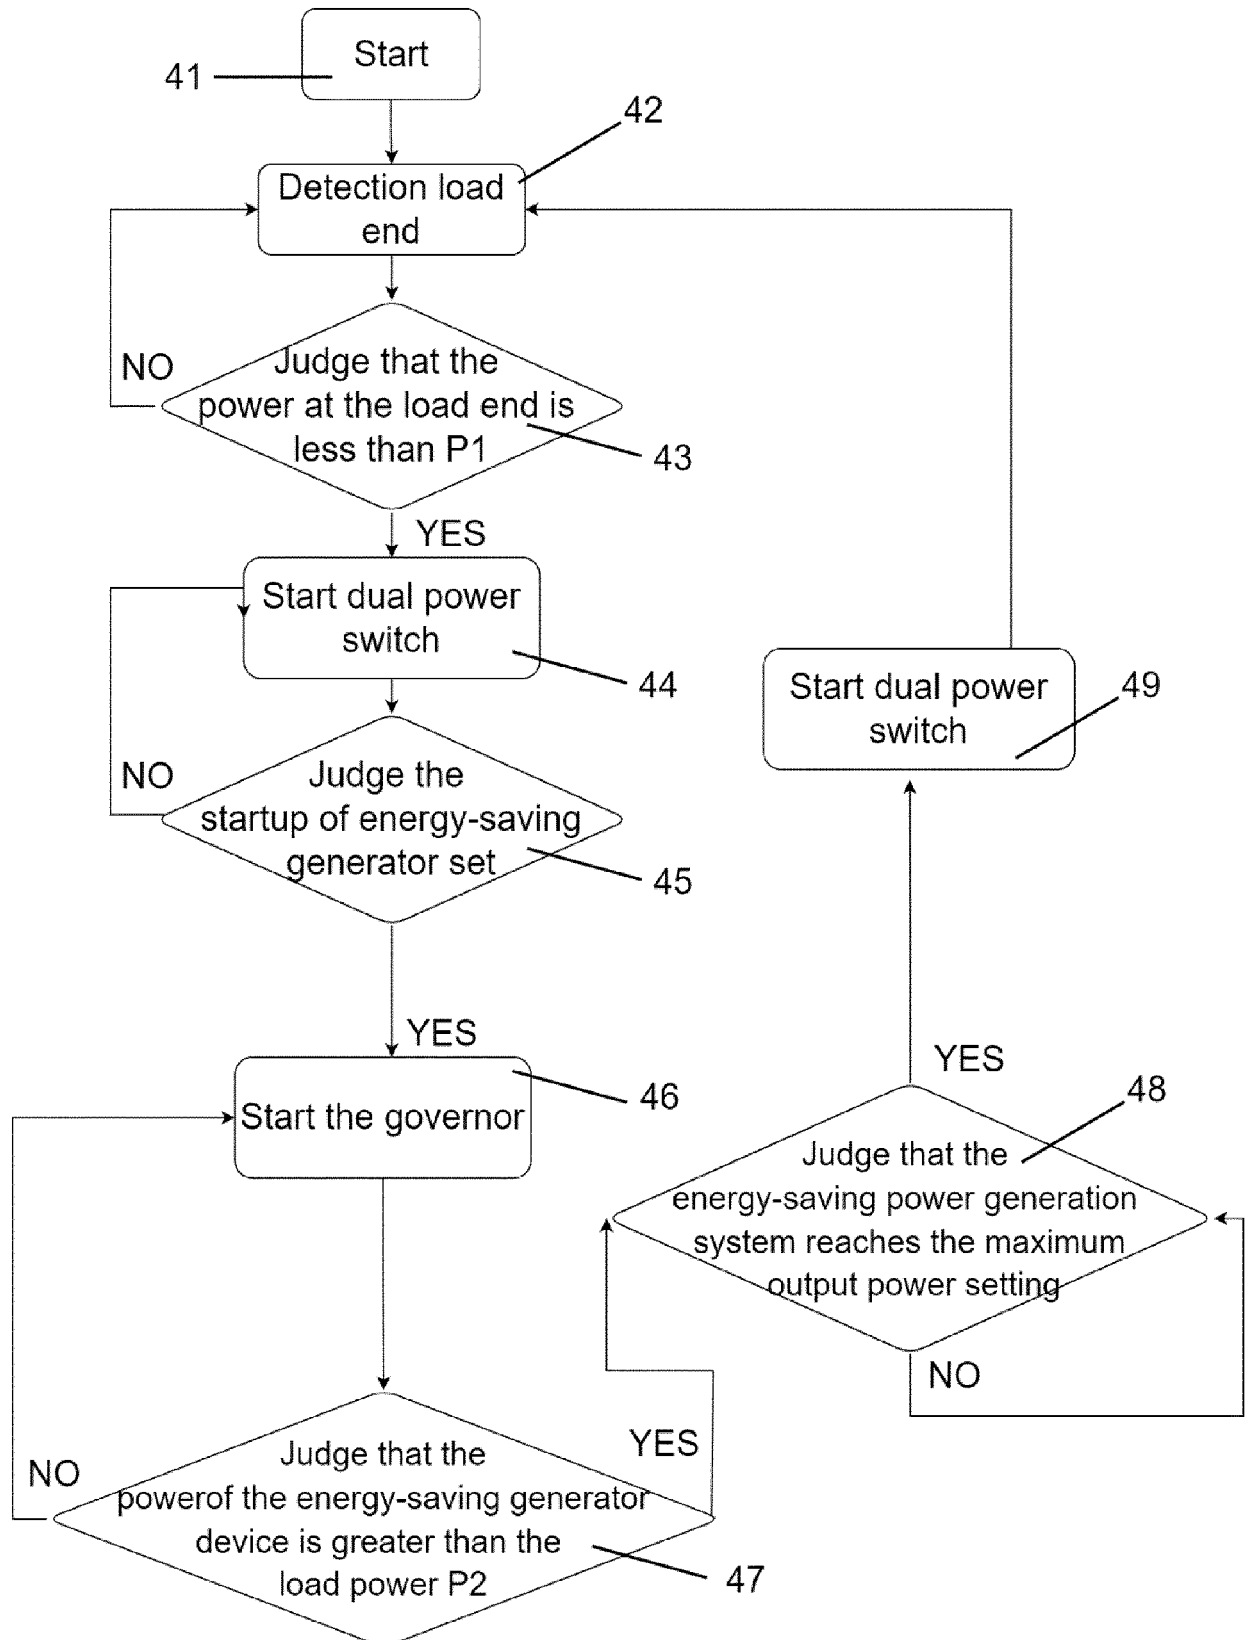 Start
41
42
Detection load
end
NO
Judge that the
power at the load end is
less than P1
43
YES
Start dual power
switch
44
NO
Judge the
startup of energy-saving
generator set
45
YES
Start the governor
46
NO
Judge that the
powerof the energy-saving generator
device is greater than the
load power P2
47
YES
48
Judge that the
energy-saving power generation
system reaches the maximum
output power setting
NO
YES
Start dual power
switch
49